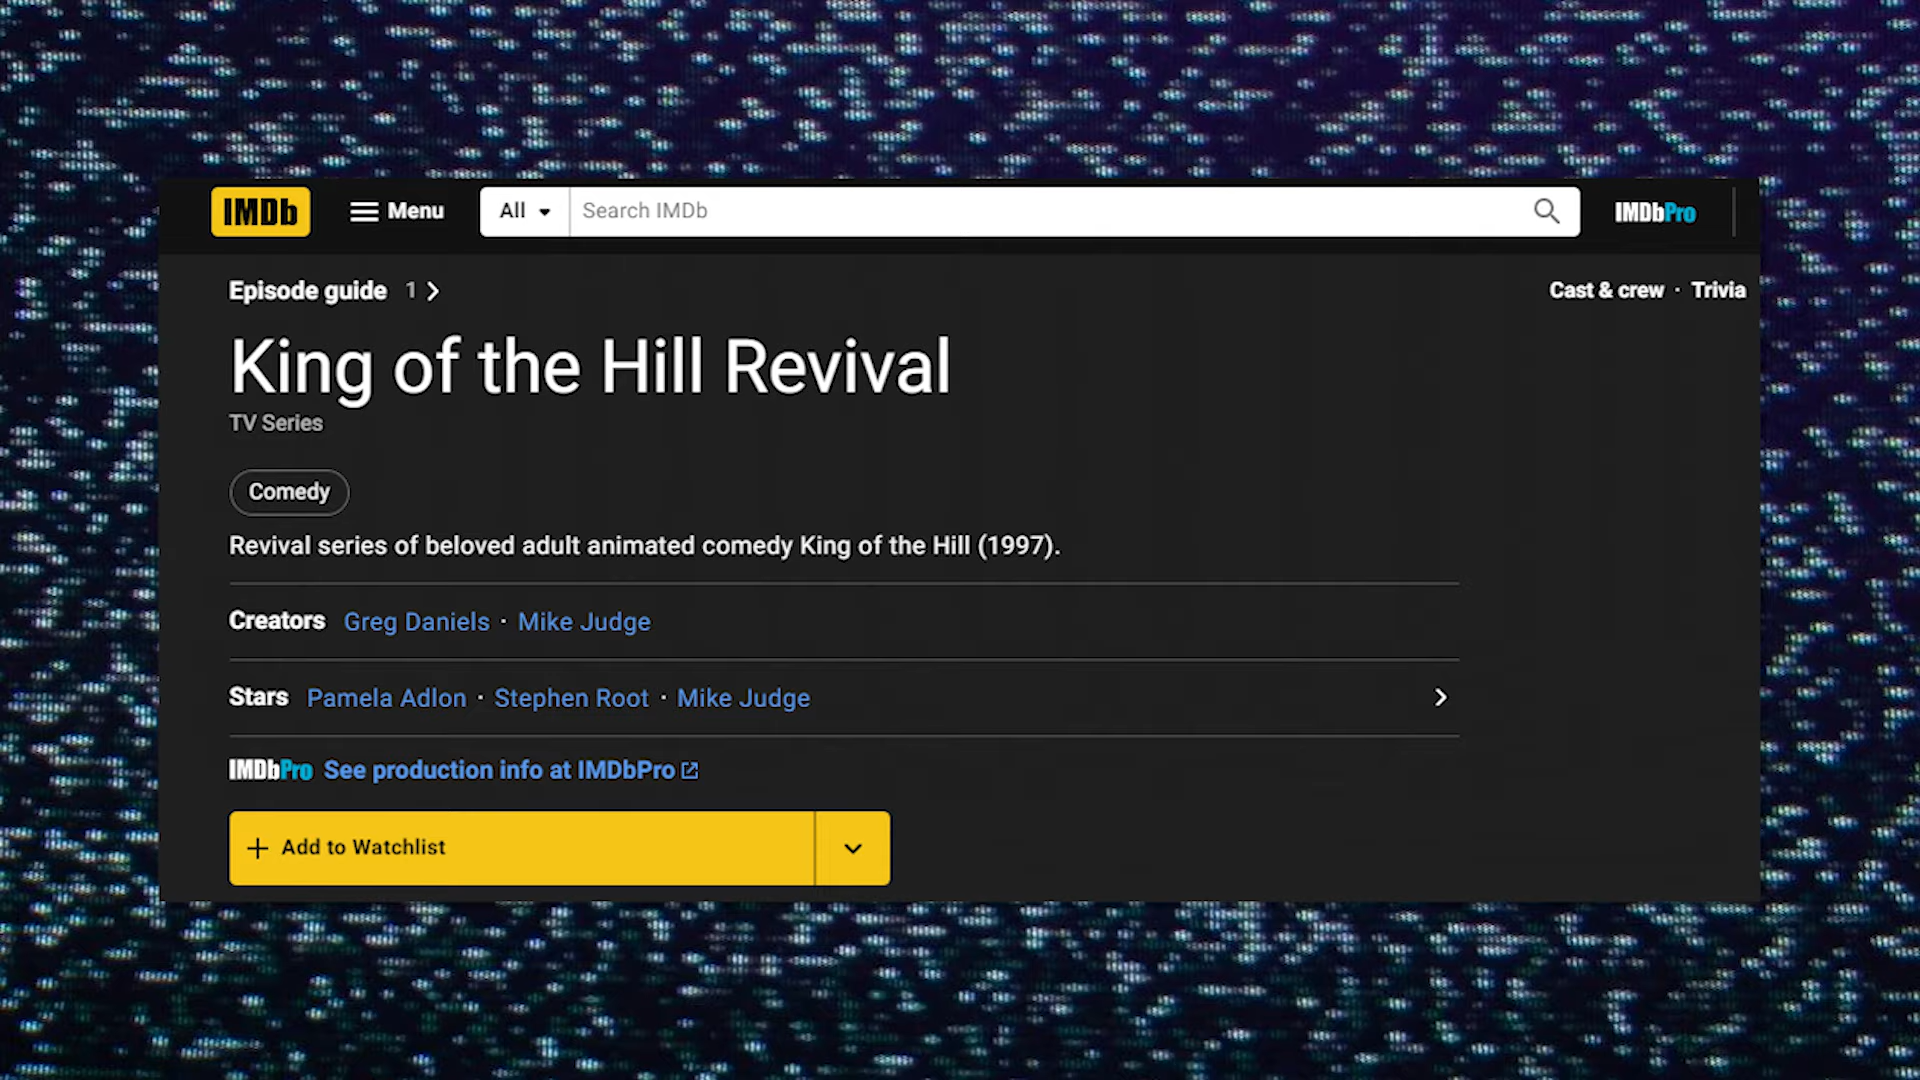 IMDb Menu All Search IMDb IMDbPro
Episode guide 1 Cast & crew · Trivia
King of the Hill Revival
TV Series
Comedy
Revival series of beloved adult animated comedy King of the Hill (1997).
Creators Greg Daniels · Mike Judge
Stars Pamela Adlon · Stephen Root · Mike Judge
IMDbPro See production info at IMDbPro
+ Add to Watchlist